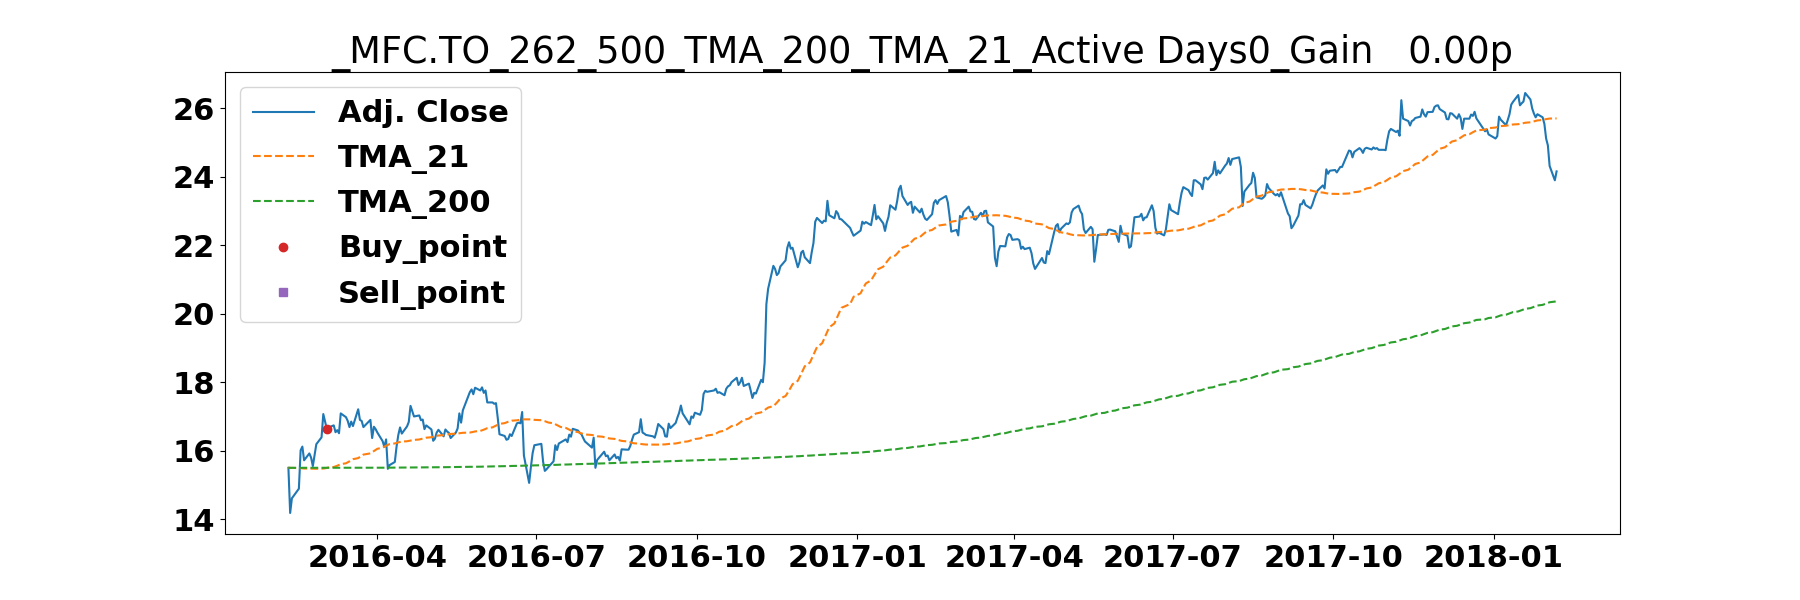 _MFC.TO_262_500_TMA_200_TMA_21_Active Days0_Gain   0.00p
Adj. Close
TMA_21
TMA_200
Buy_point
Sell_point
26
24
22
20
18
16
14
2016-04 2016-07 2016-10 2017-01 2017-04 2017-07 2017-10 2018-01